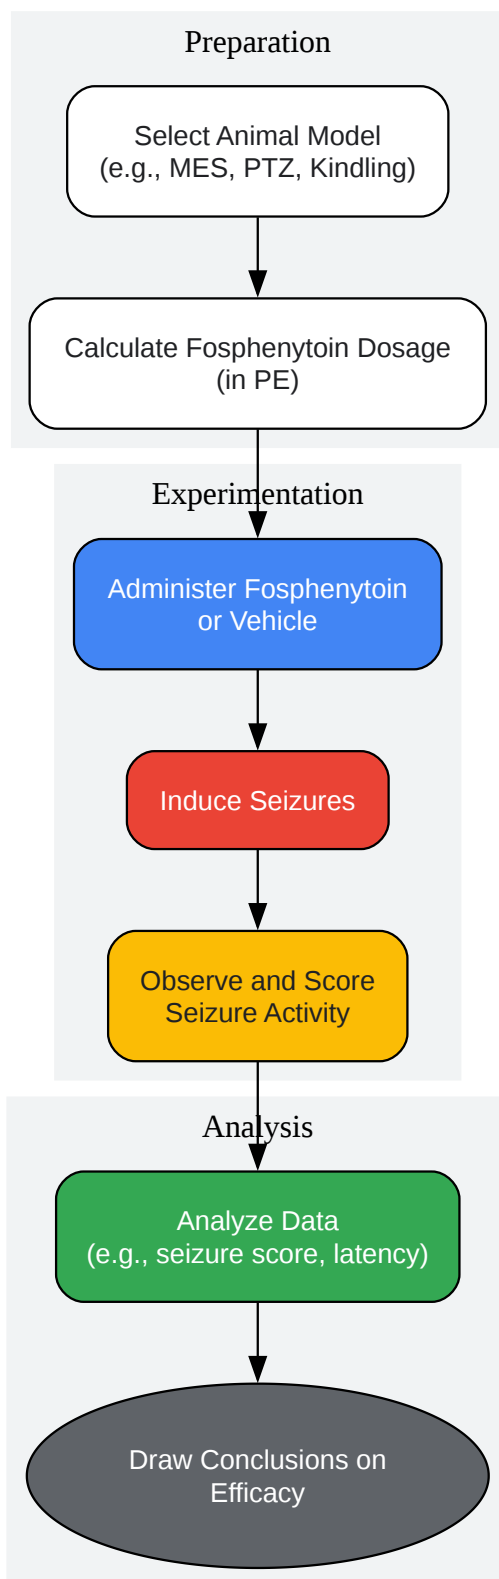 Preparation
Select Animal Model
(e.g., MES, PTZ, Kindling)
Calculate Fosphenytoin Dosage
(in PE)
Experimentation
Administer Fosphenytoin
or Vehicle
Induce Seizures
Observe and Score
Seizure Activity
Analysis
Analyze Data
(e.g., seizure score, latency)
Draw Conclusions on
Efficacy